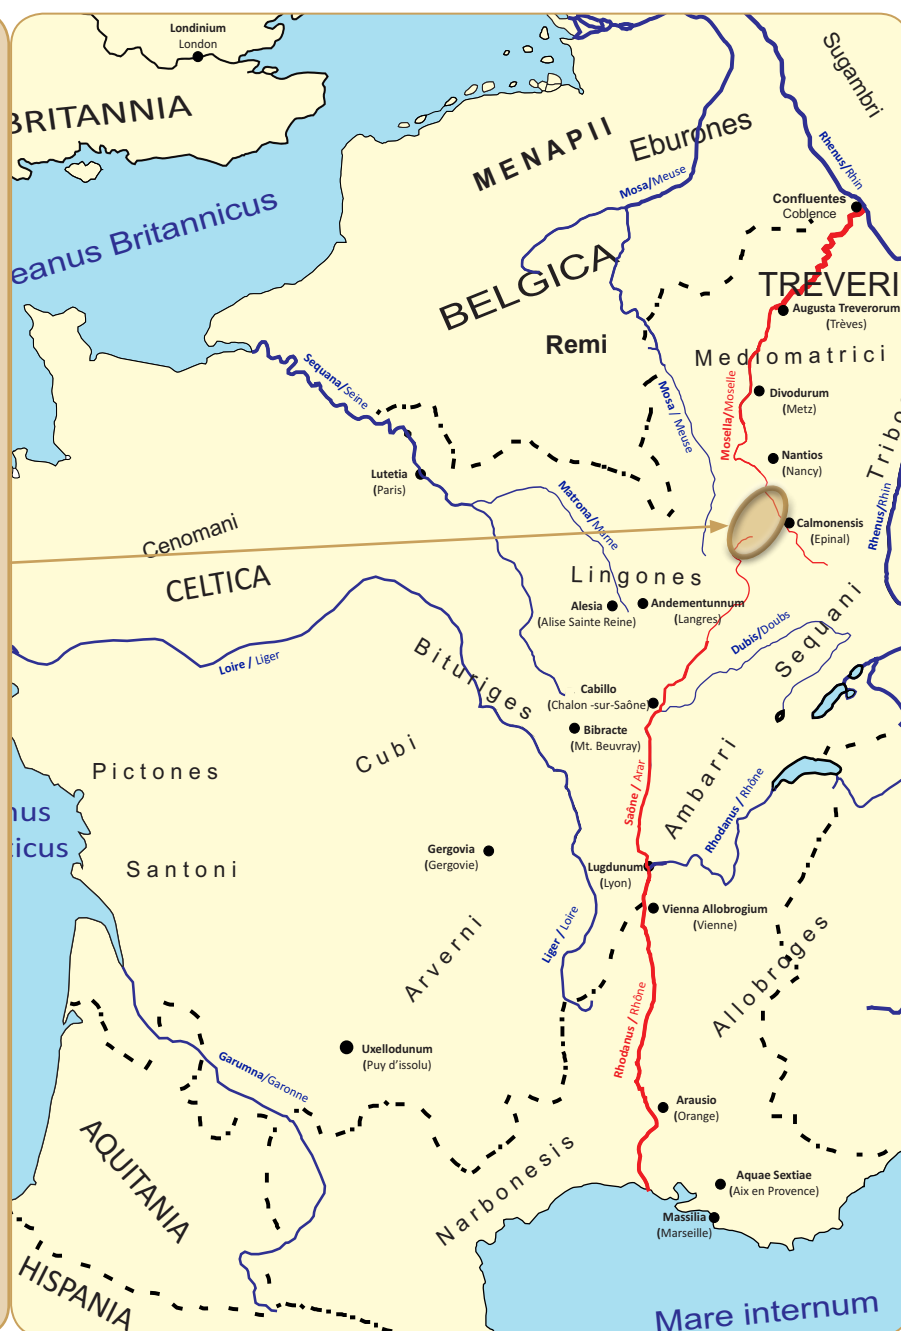 Londinium
London
BRITANNIA
Sugambri
MENAPII
Eburones
Rhenus/Rhin
Mosa/Meuse
Confluentes
Coblence
eanus Britannicus
BELGICA
TREVERI
Augusta Treverorum
(Trèves)
Remi
Mediomatrici
Sequana/Seine
Mosella/Moselle
Mosa / Meuse
Divodurum
(Metz)
Tribo
Nantios
(Nancy)
Lutetia
(Paris)
Matrona/Marne
Rhenus/Rhin
Calmonensis
(Epinal)
Cenomani
CELTICA
Lingones
Alesia
(Alise Sainte Reine)
Andementunnum
(Langres)
Sequani
Dubis/Doubs
Loire / Liger
Bituriges
Cabillo
(Chalon -sur-Saône)
Bibracte
(Mt. Beuvray)
Cubi
Pictones
Saône / Arar
Ambarri
Rhodanus / Rhône
nus
ticus
Gergovia
(Gergovie)
Santoni
Lugdunum
(Lyon)
Vienna Allobrogium
(Vienne)
Liger / Loire
Arverni
Allobroges
Rhodanus / Rhône
Uxellodunum
(Puy d'issolu)
Garumna/Garonne
Arausio
(Orange)
AQUITANIA
Narbonesis
Aquae Sextiae
(Aix en Provence)
Massilia
(Marseille)
HISPANIA
Mare internum